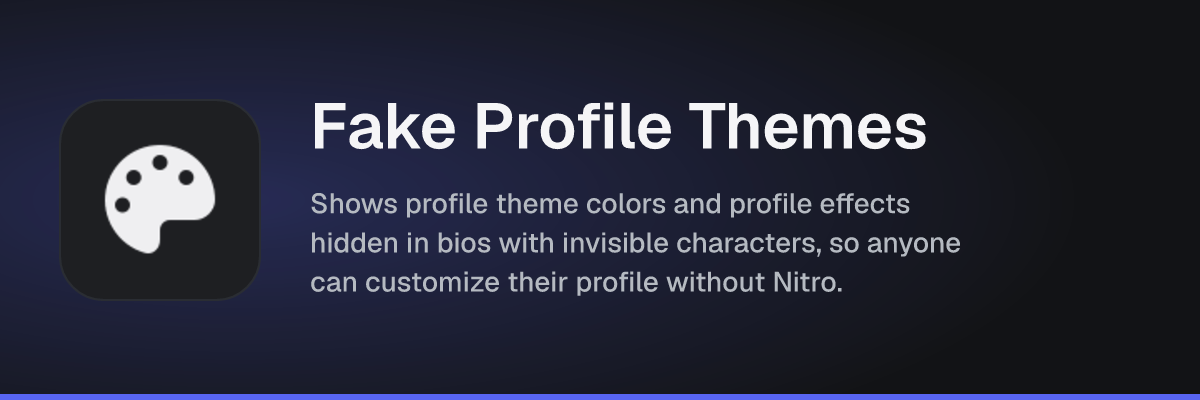 Fake Profile Themes
Shows profile theme colors and profile effects
hidden in bios with invisible characters, so anyone
can customize their profile without Nitro.